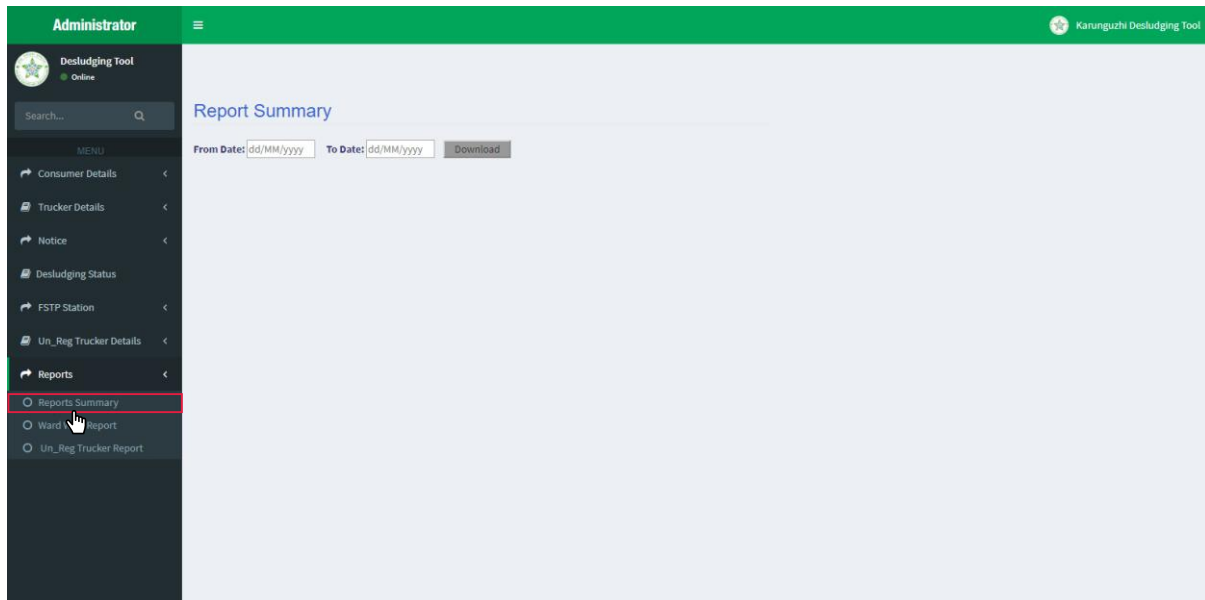 Administrator
Karunguzhi Desludging Tool
Desludging Tool
Online
Search...
MENU
Consumer Details
Trucker Details
Notice
Desludging Status
FSTP Station
Un_Reg Trucker Details
Reports
Reports Summary
Ward Report
Un_Reg Trucker Report
Report Summary
From Date: dd/MM/yyyy To Date: dd/MM/yyyy Download